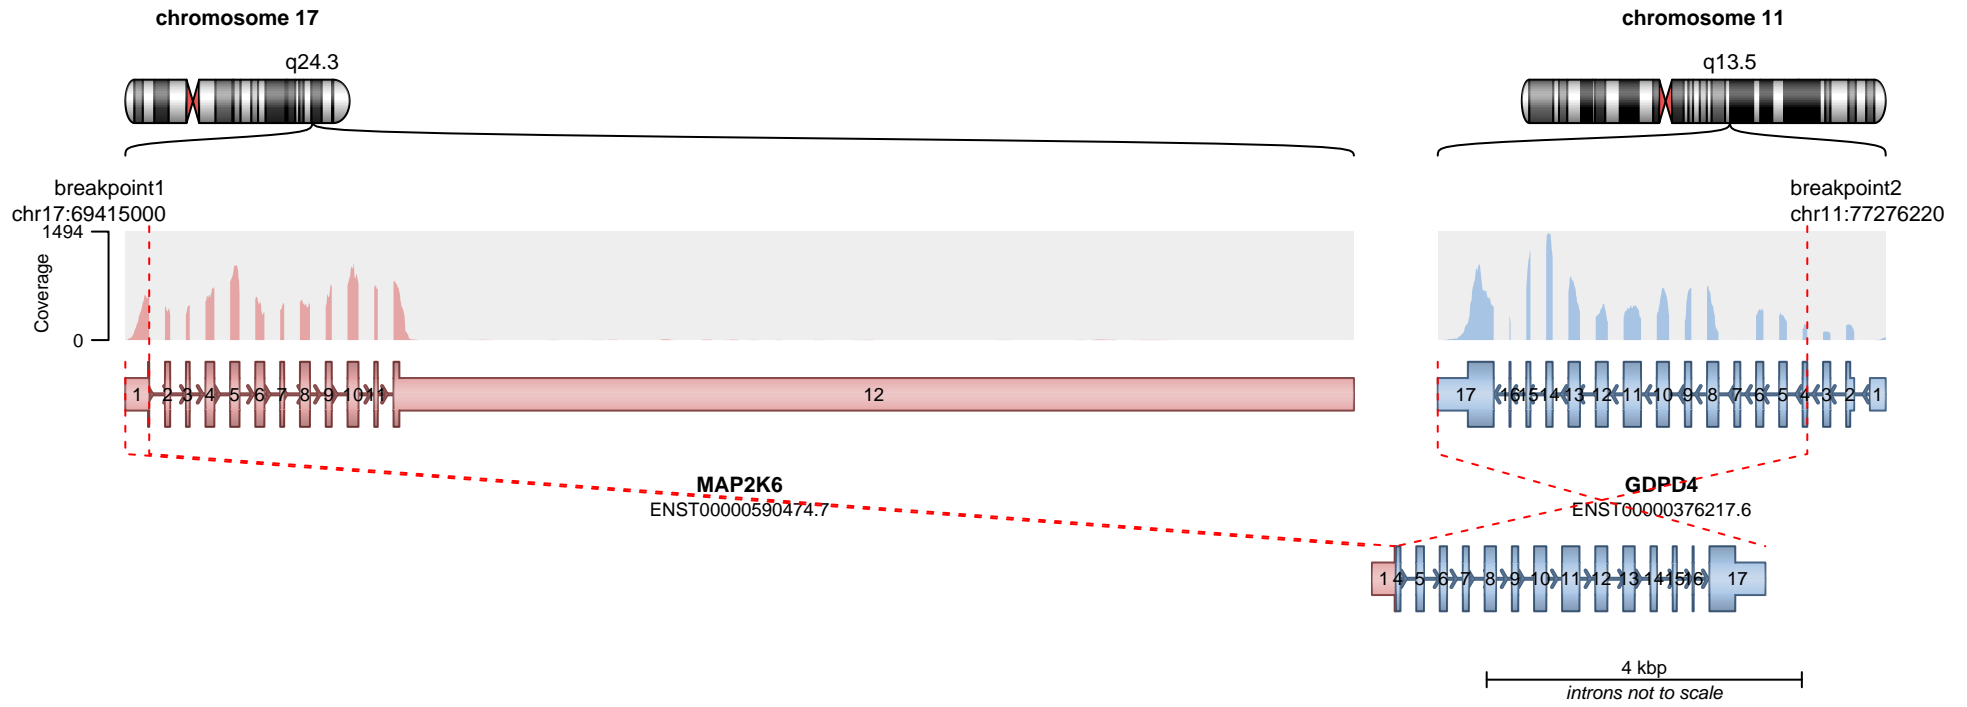 chromosome 17
chromosome 11
q24.3
q13.5
breakpoint1
chr17:69415000
breakpoint2
chr11:77276220
1494
Coverage
0
1 2 3 4 5 6 7 8 9 10 11 12
17 16 15 14 13 12 11 10 9 8 7 6 5 4 3 2 1
MAP2K6
ENST00000590474.7
GDPD4
ENST00000376217.6
1 4 5 6 7 8 9 10 11 12 13 14 15 16 17
4 kbp
introns not to scale